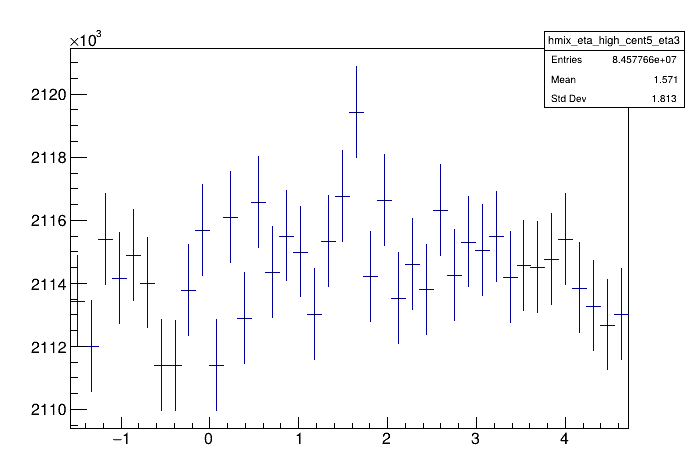 ×10³
hmix_eta_high_cent5_eta3
Entries 8.457766e+07
Mean 1.571
Std Dev 1.813
2120
2118
2116
2114
2112
2110
−1 0 1 2 3 4